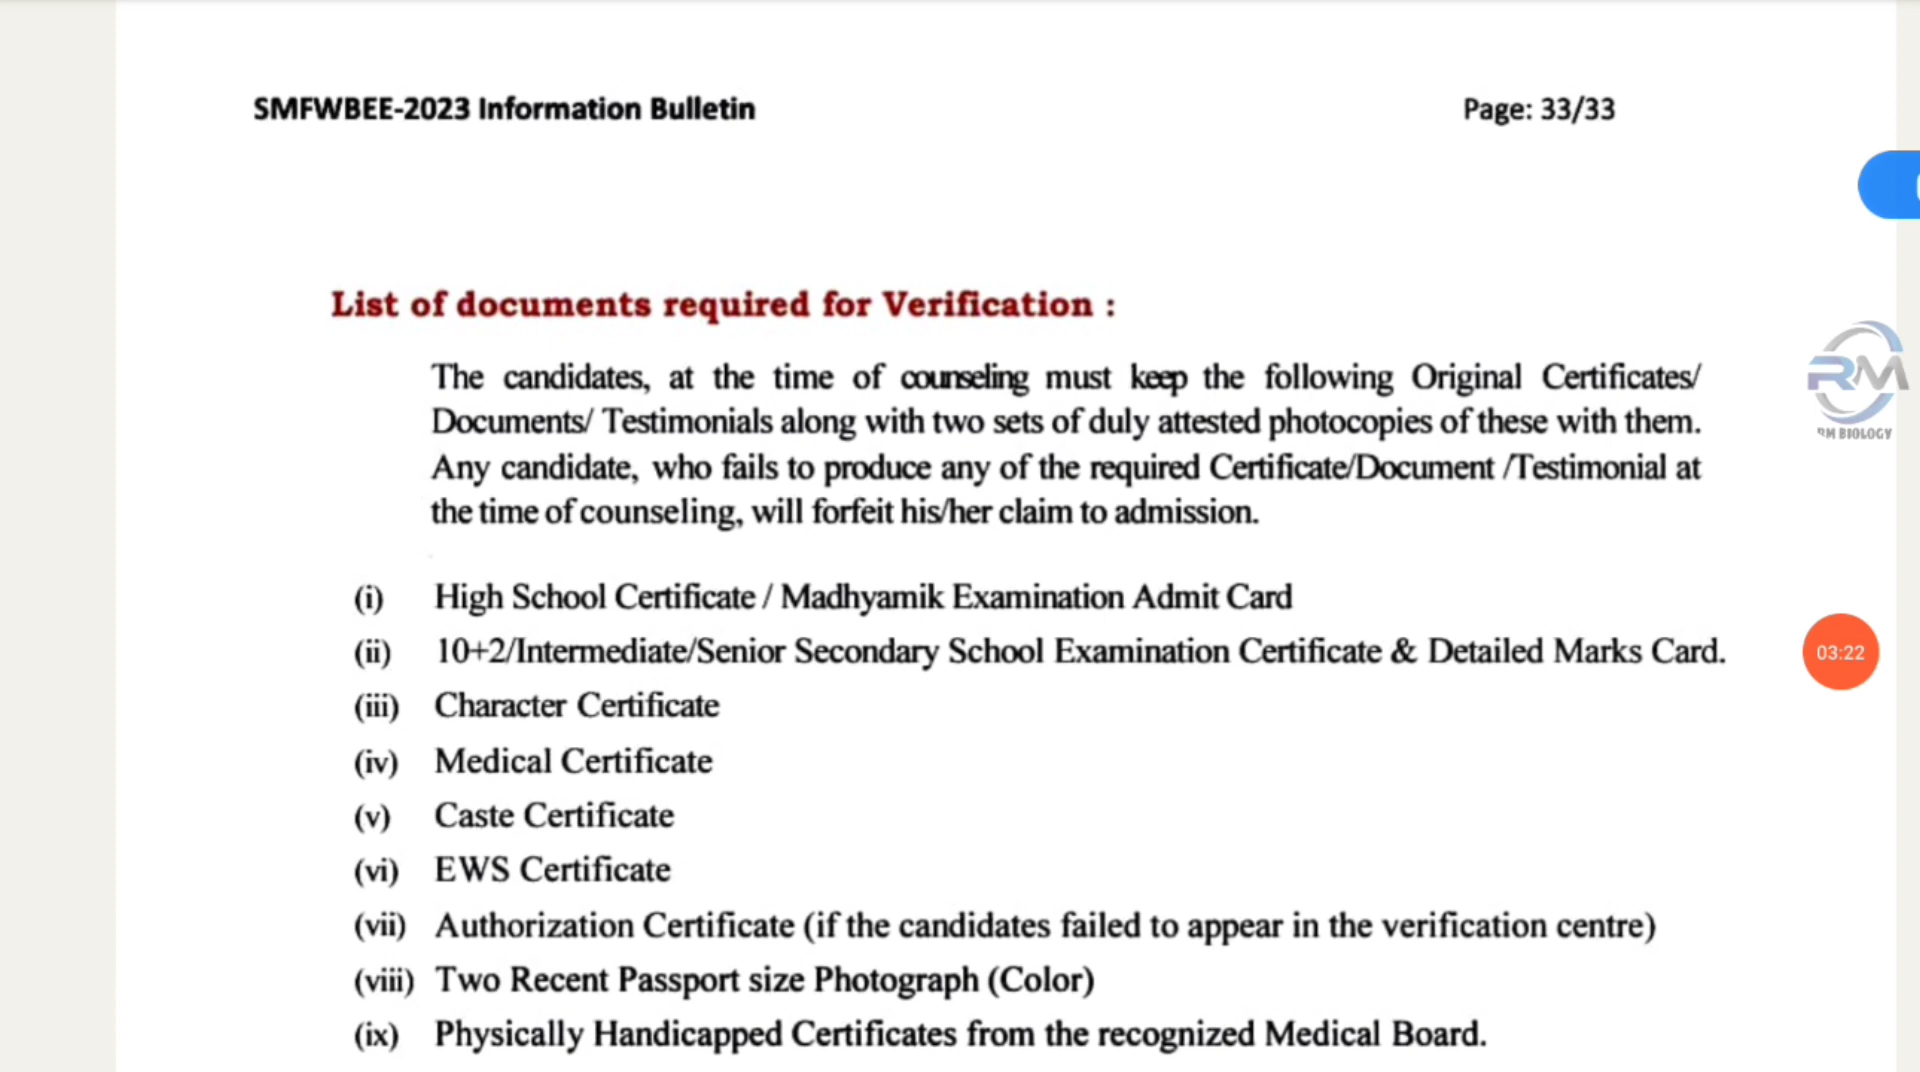 SMFWBEE-2023 Information Bulletin
Page: 33/33
List of documents required for Verification :
The candidates, at the time of counseling must keep the following Original Certificates/
Documents/ Testimonials along with two sets of duly attested photocopies of these with them.
Any candidate, who fails to produce any of the required Certificate/Document /Testimonial at
the time of counseling, will forfeit his/her claim to admission.
(i) High School Certificate / Madhyamik Examination Admit Card
(ii) 10+2/Intermediate/Senior Secondary School Examination Certificate & Detailed Marks Card.
(iii) Character Certificate
(iv) Medical Certificate
(v) Caste Certificate
(vi) EWS Certificate
(vii) Authorization Certificate (if the candidates failed to appear in the verification centre)
(viii) Two Recent Passport size Photograph (Color)
(ix) Physically Handicapped Certificates from the recognized Medical Board.
RM
RM BIOLOGY
03:22